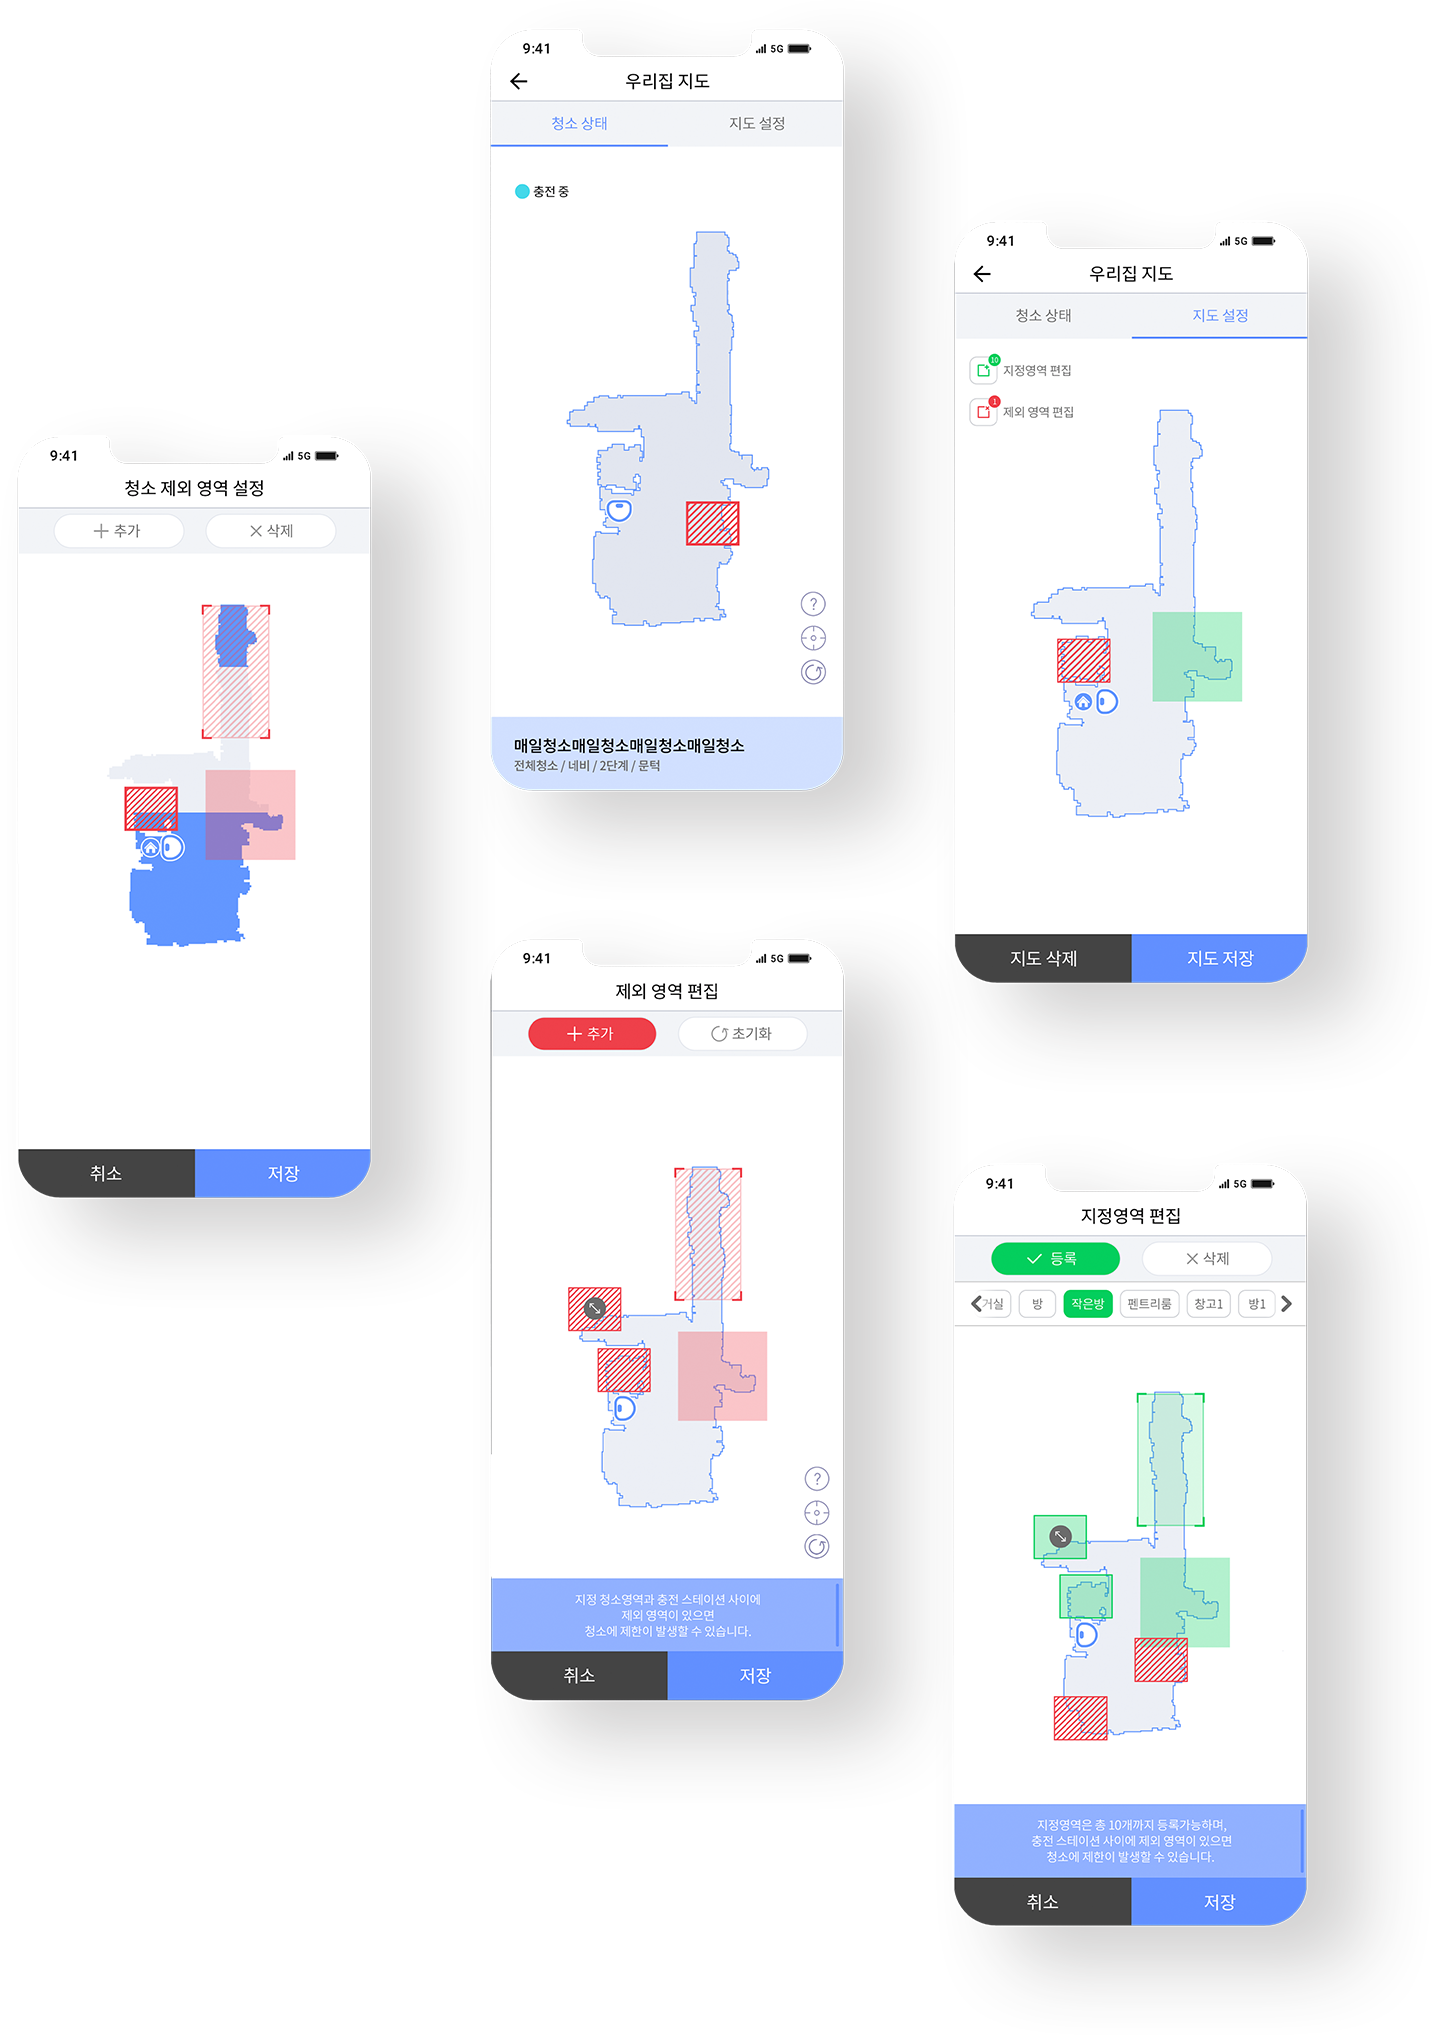 9:41
5G
우리집 지도
청소 상태
지도 설정
충전 중
?
매일청소매일청소매일청소매일청소
전체청소 / 네비 / 2단계 / 문턱
9:41
5G
우리집 지도
청소 상태
지도 설정
10
지정영역 편집
1
제외 영역 편집
지도 삭제
지도 저장
9:41
5G
청소 제외 영역 설정
추가
삭제
취소
저장
9:41
5G
제외 영역 편집
추가
초기화
?
지정 청소영역과 충전 스테이션 사이에
제외 영역이 있으면
청소에 제한이 발생할 수 있습니다.
취소
저장
9:41
5G
지정영역 편집
등록
삭제
거실
방
작은방
펜트리룸
창고1
방1
지정영역은 총 10개까지 등록가능하며,
충전 스테이션 사이에 제외 영역이 있으면
청소에 제한이 발생할 수 있습니다.
취소
저장